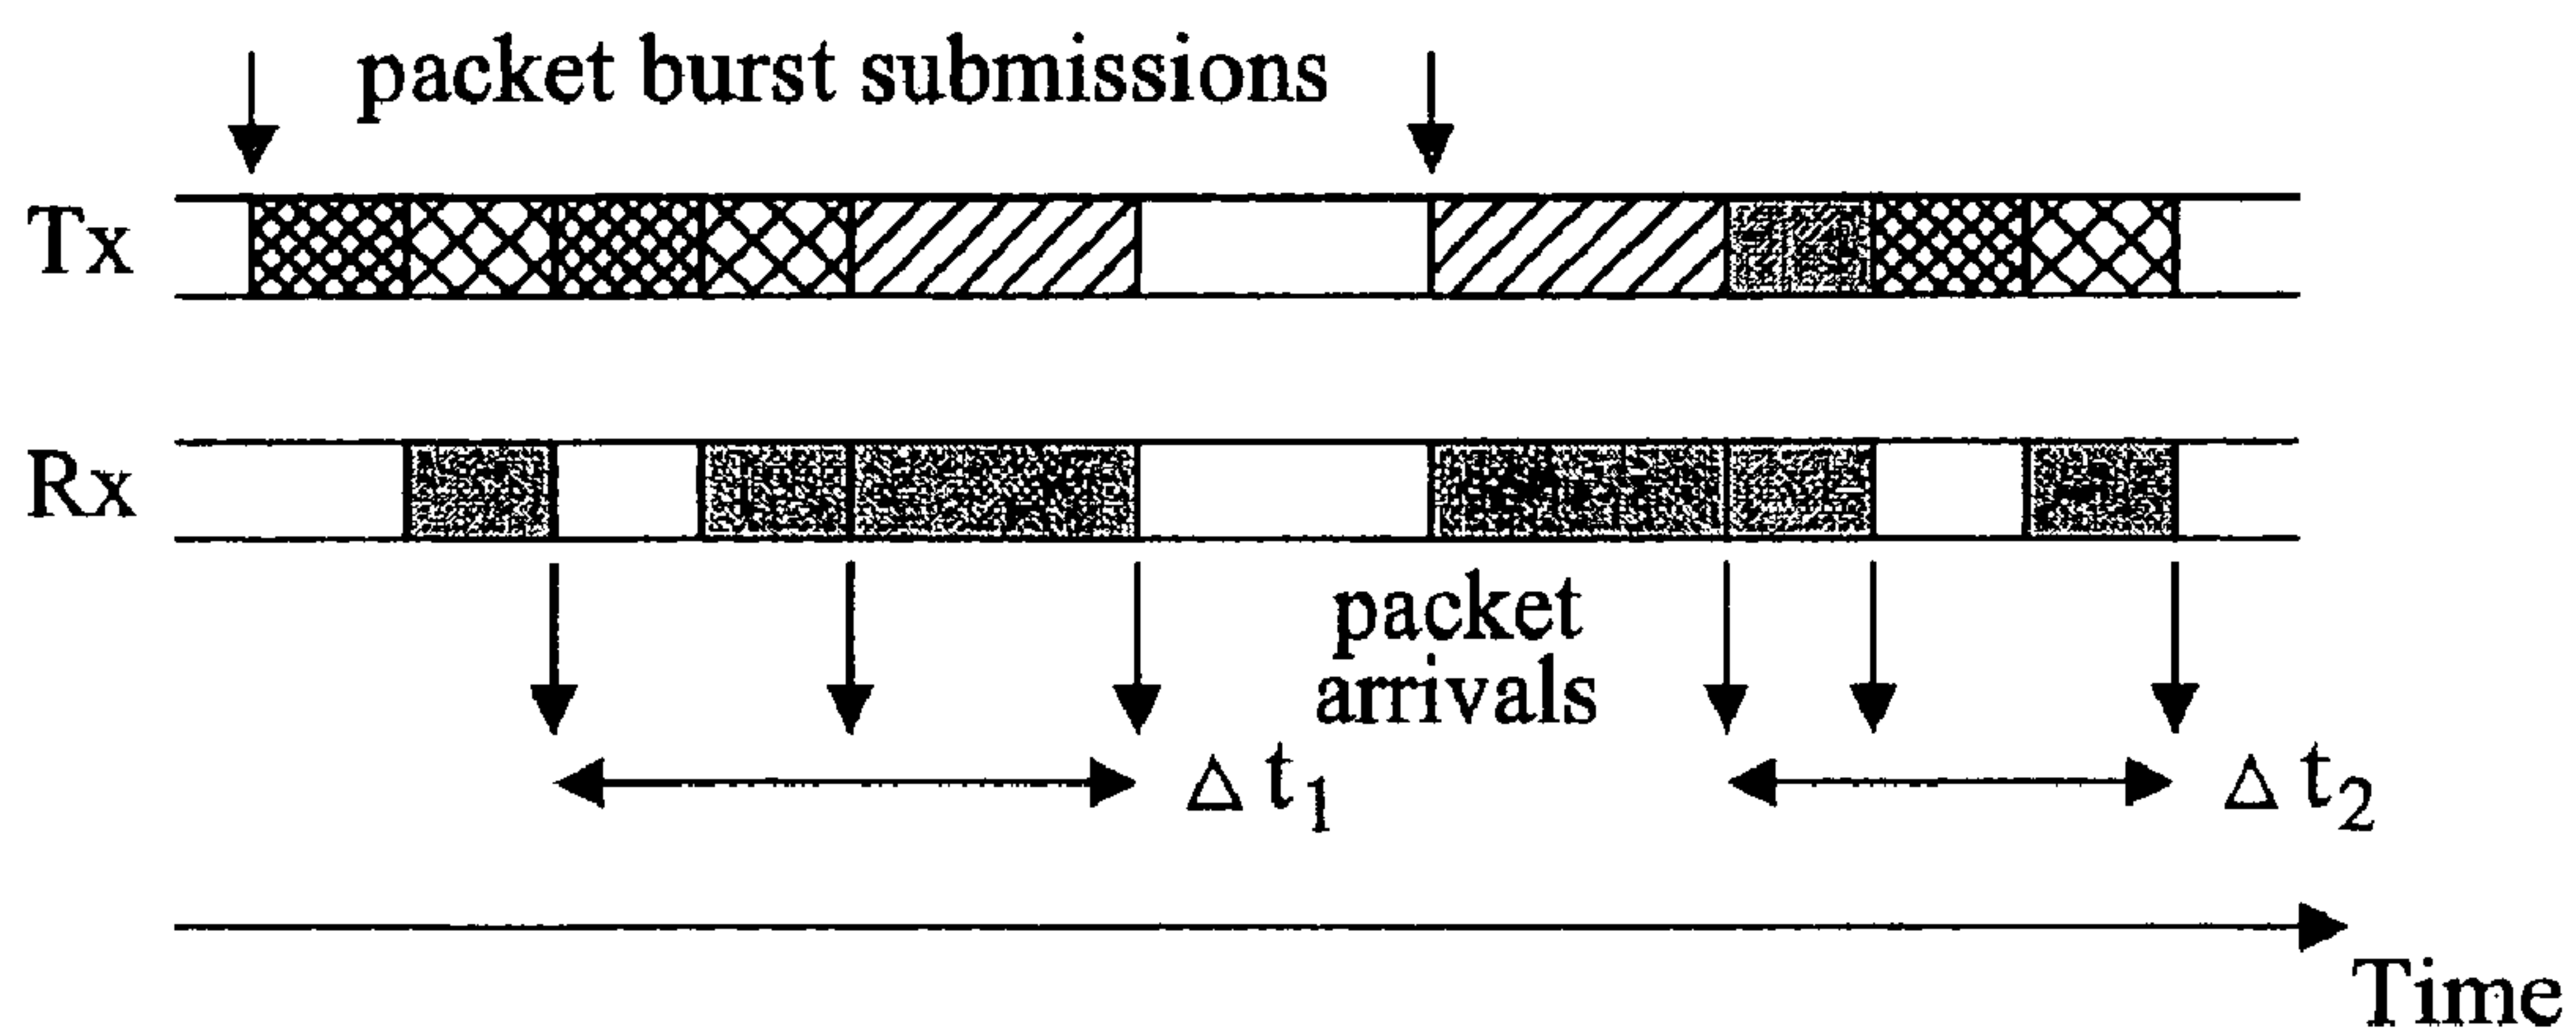 packet burst submissions
Tx
Rx
packet
arrivals
Δ t₁
Δ t₂
Time